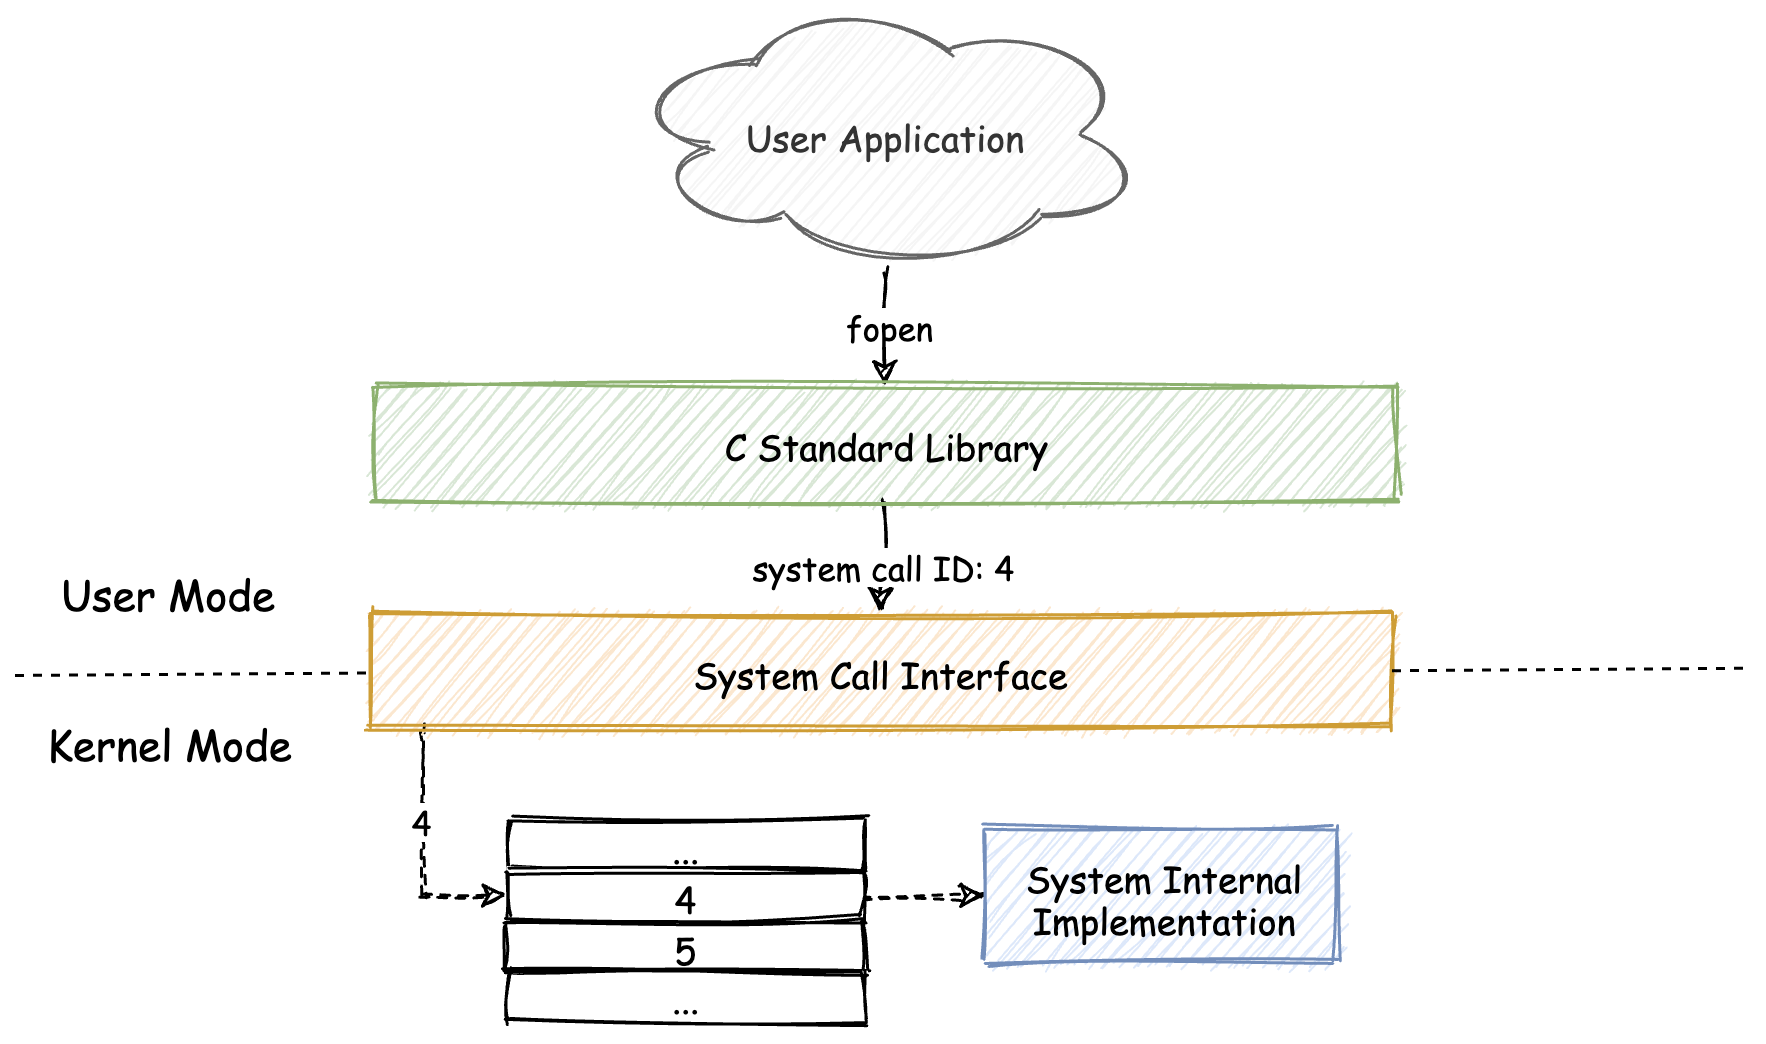 User Application
fopen
C Standard Library
system call ID: 4
User Mode
System Call Interface
Kernel Mode
4
...
4
5
...
System Internal
Implementation